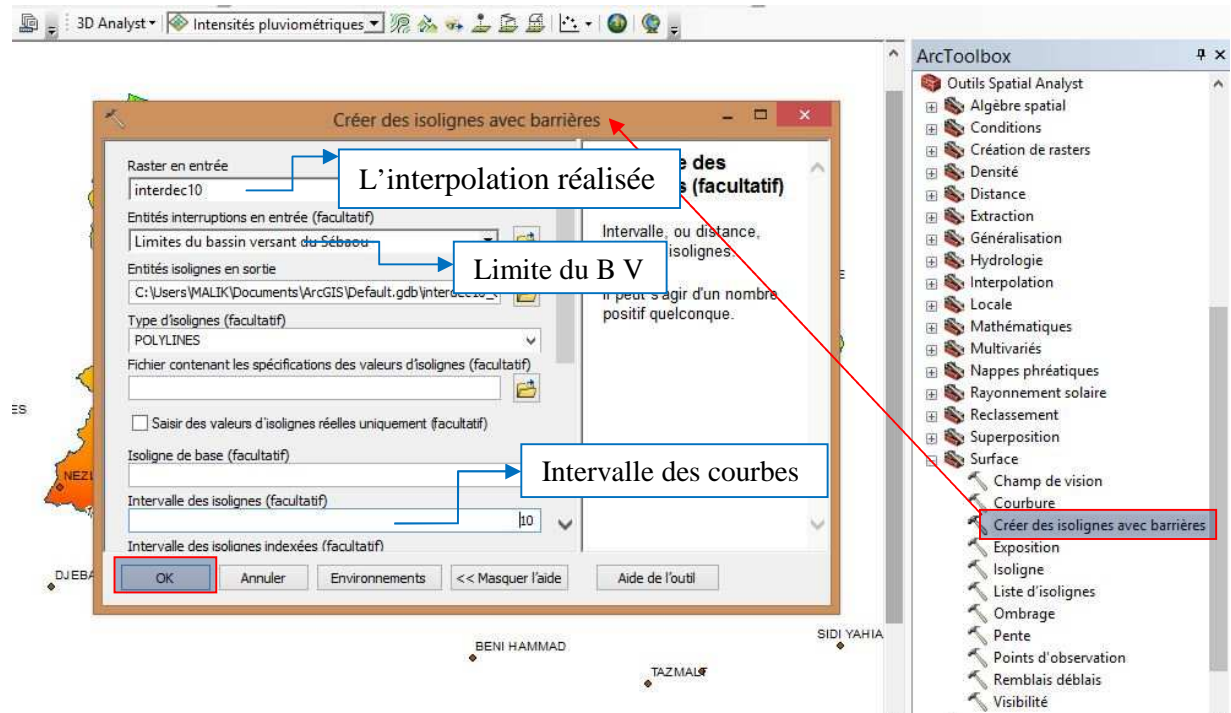 3D Analyst
Intensités pluviométriques
ArcToolbox
Outils Spatial Analyst
Algèbre spatial
Conditions
Création de rasters
Densité
Distance
Extraction
Généralisation
Hydrologie
Interpolation
Locale
Mathématiques
Multivariés
Nappes phréatiques
Rayonnement solaire
Reclassement
Superposition
Surface
Champ de vision
Courbure
Créer des isolignes avec barrières
Exposition
Isoligne
Liste d'isolignes
Ombrage
Pente
Points d'observation
Remblais déblais
Visibilité
Créer des isolignes avec barrières
Raster en entrée
interdec10
L'interpolation réalisée
Entités interruptions en entrée (facultatif)
Limites du bassin versant du Sébaou
Limite du B V
Entités isolignes en sortie
C:\Users\MALIK\Documents\ArcGIS\Default.gdb\interdec10_
Type d'isolignes (facultatif)
POLYLINES
Fichier contenant les spécifications des valeurs d'isolignes (facultatif)
Saisir des valeurs d'isolignes réelles uniquement (facultatif)
Isoligne de base (facultatif)
Intervalle des courbes
Intervalle des isolignes (facultatif)
10
Intervalle des isolignes indexées (facultatif)
OK
Annuler
Environnements
<< Masquer l'aide
Aide de l'outil
des
(facultatif)
Intervalle, ou distance,
isolignes.
Il peut s'agir d'un nombre
positif quelconque.
ES
NEZL
DJEBA
BENI HAMMAD
TAZMALT
SIDI YAHIA